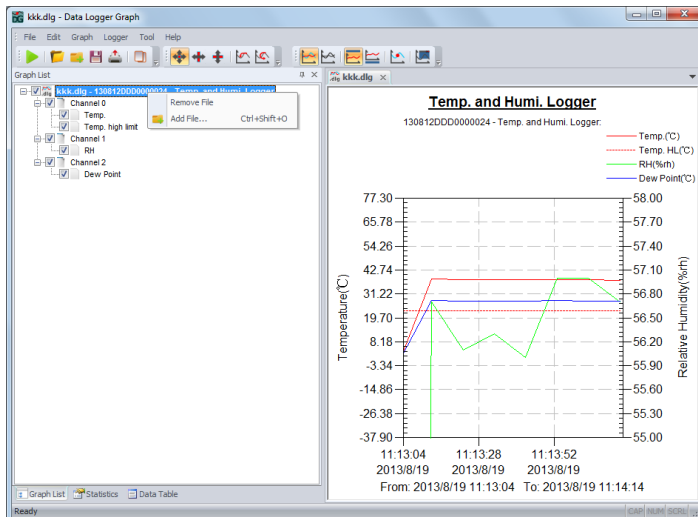 kkk.dlg - Data Logger Graph
File Edit Graph Logger Tool Help
Graph List
kkk.dlg - 130812DDD0000024 - Temp. and Humi. Logger
Channel 0
Temp.
Temp. high limit
Channel 1
RH
Channel 2
Dew Point
Remove File
Add File... Ctrl+Shift+O
kkk.dlg
Temp. and Humi. Logger
130812DDD0000024 - Temp. and Humi. Logger:
Temp.(℃)
Temp. HL(℃)
RH(%rh)
Dew Point(℃)
Temperature(℃)
77.30
65.78
54.26
42.74
31.22
19.70
8.18
-3.34
-14.86
-26.38
-37.90
58.00
57.70
57.40
57.10
56.80
56.50
56.20
55.90
55.60
55.30
55.00
Relative Humidity(%rh)
11:13:04 11:13:28 11:13:52
2013/8/19 2013/8/19 2013/8/19
From: 2013/8/19 11:13:04 To: 2013/8/19 11:14:14
Graph List Statistics Data Table
Ready
CAP NUM SCRL